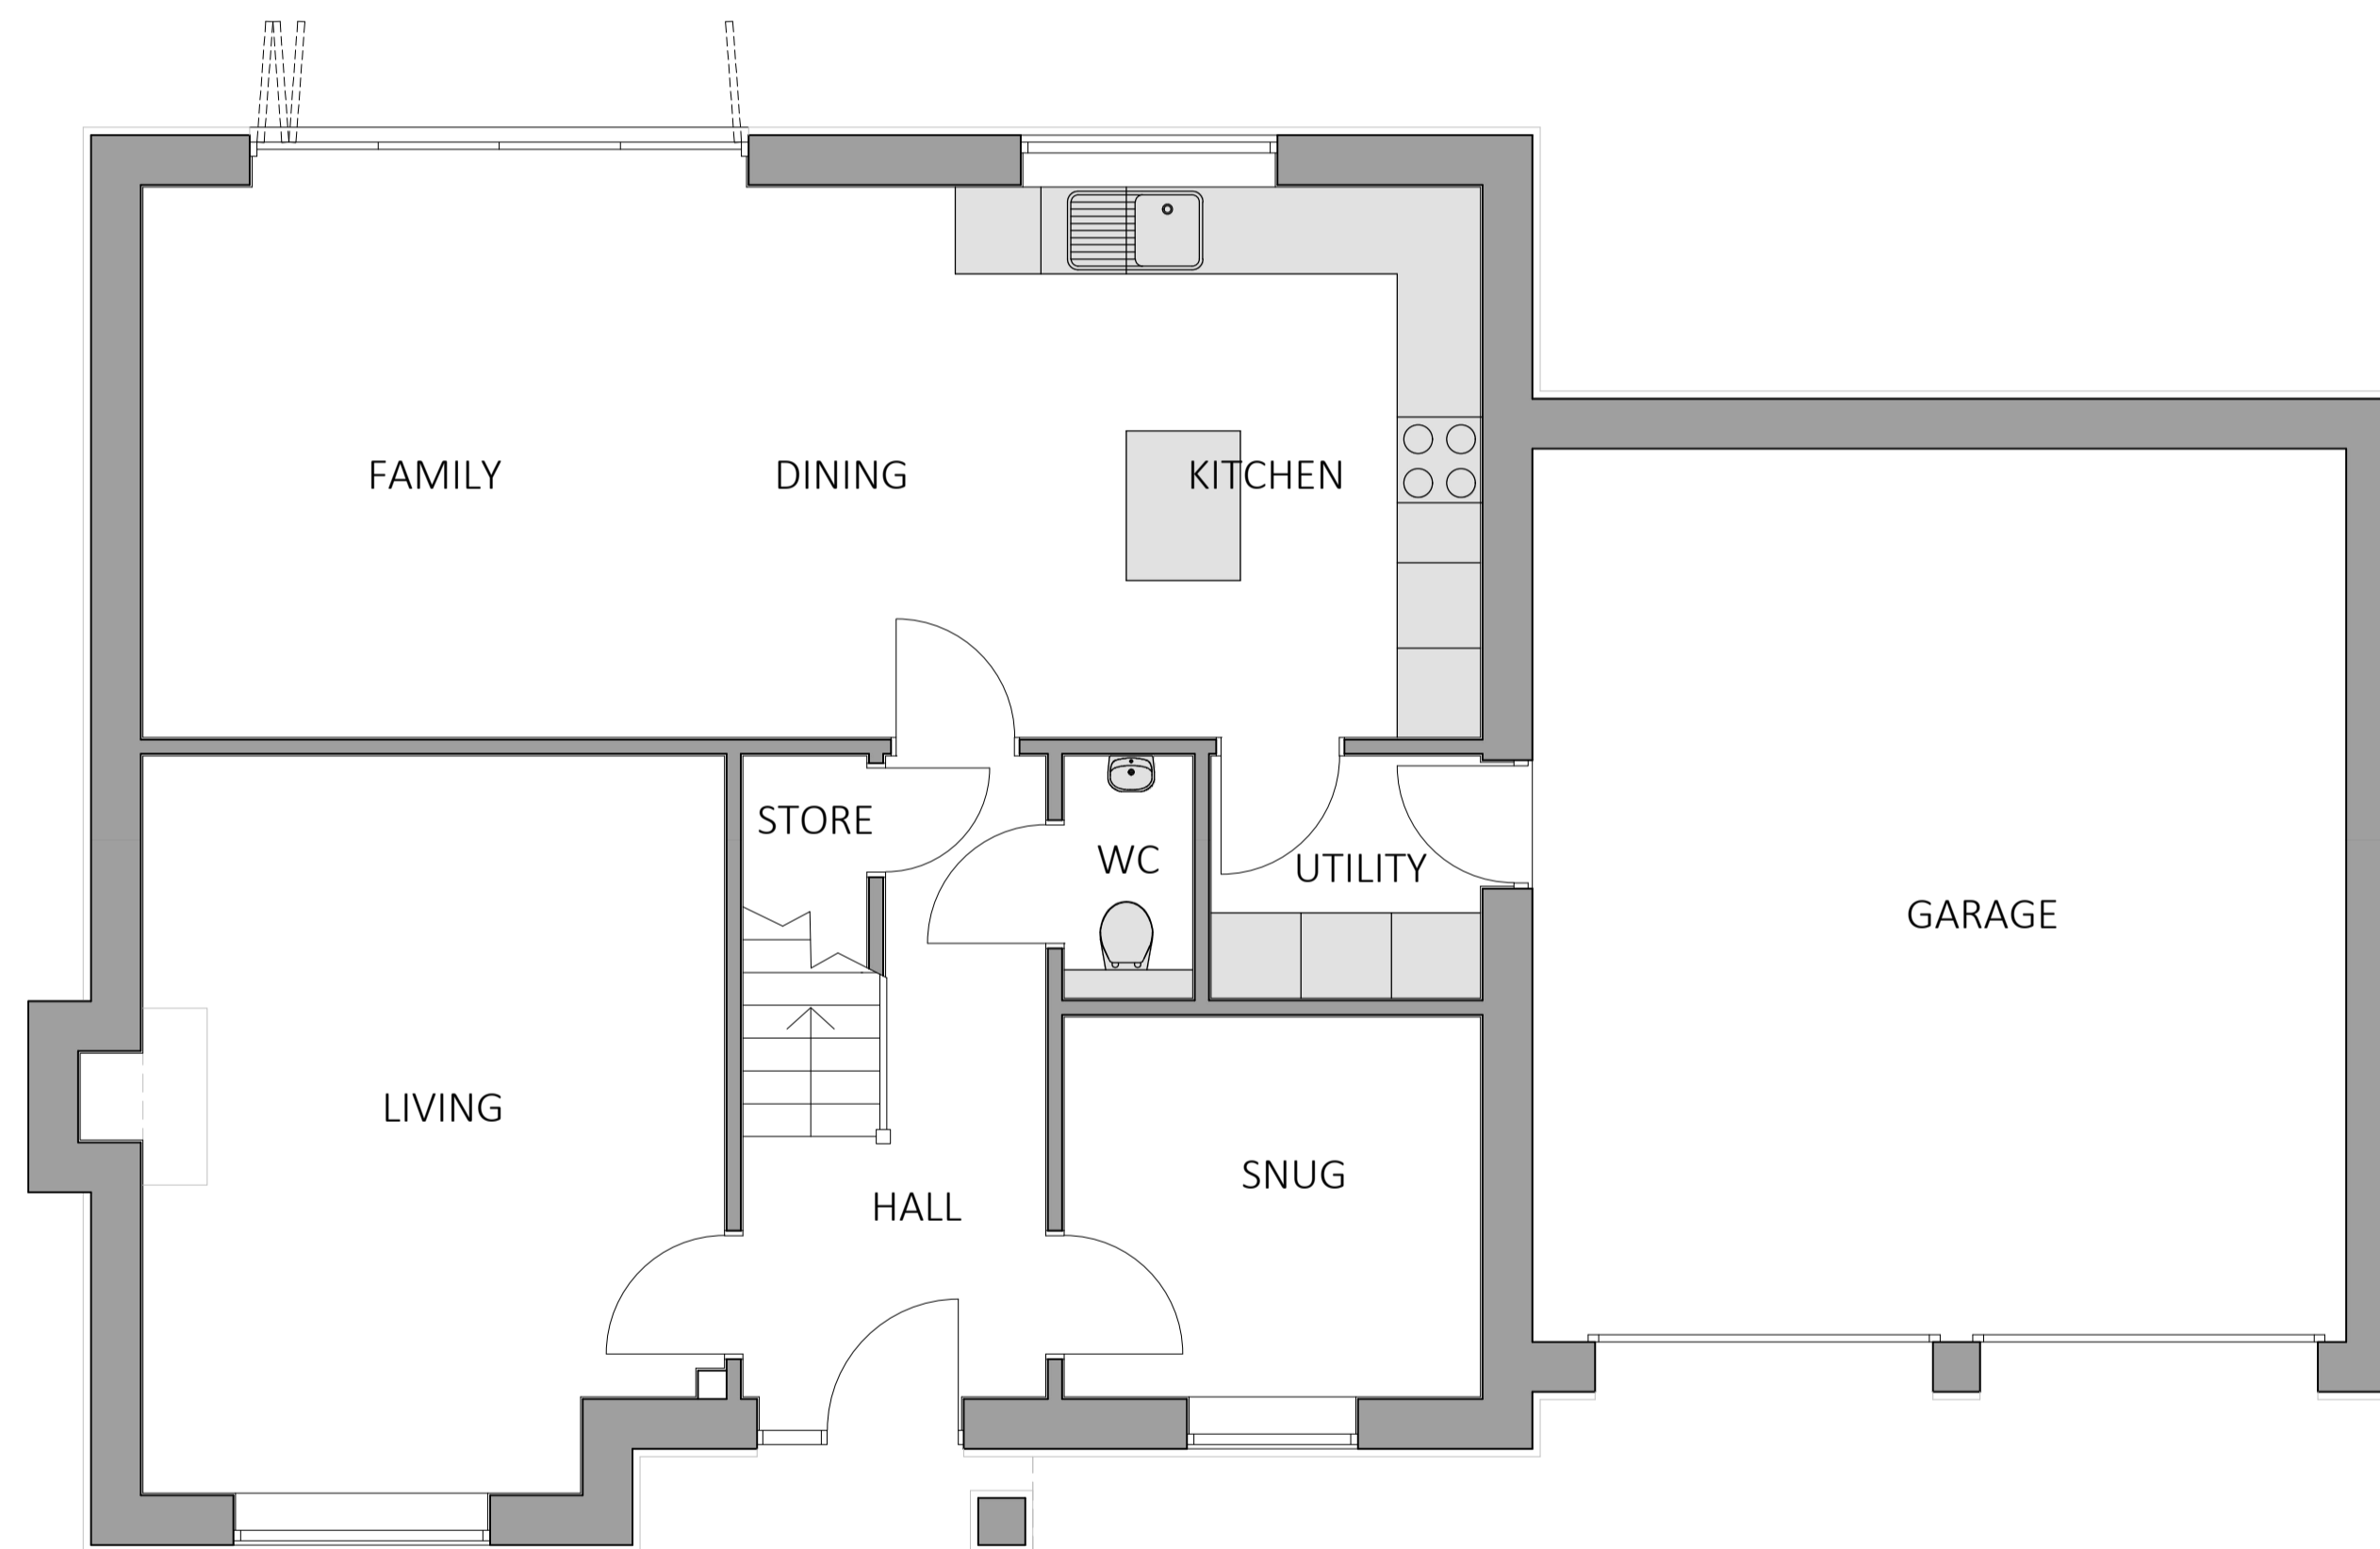 FAMILY
DINING
KITCHEN
STORE
WC
UTILITY
GARAGE
LIVING
SNUG
HALL